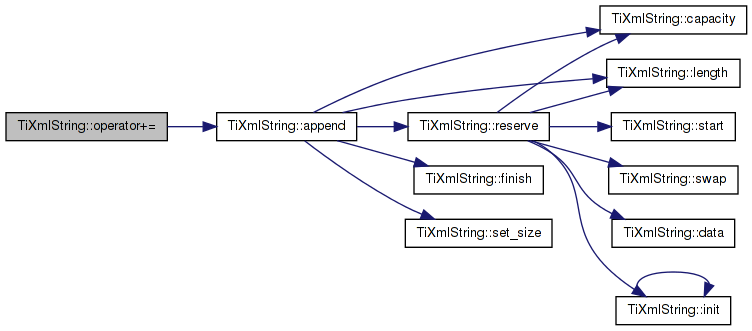 TiXmlString::operator+=
TiXmlString::append
TiXmlString::capacity
TiXmlString::length
TiXmlString::reserve
TiXmlString::start
TiXmlString::finish
TiXmlString::swap
TiXmlString::set_size
TiXmlString::data
TiXmlString::init